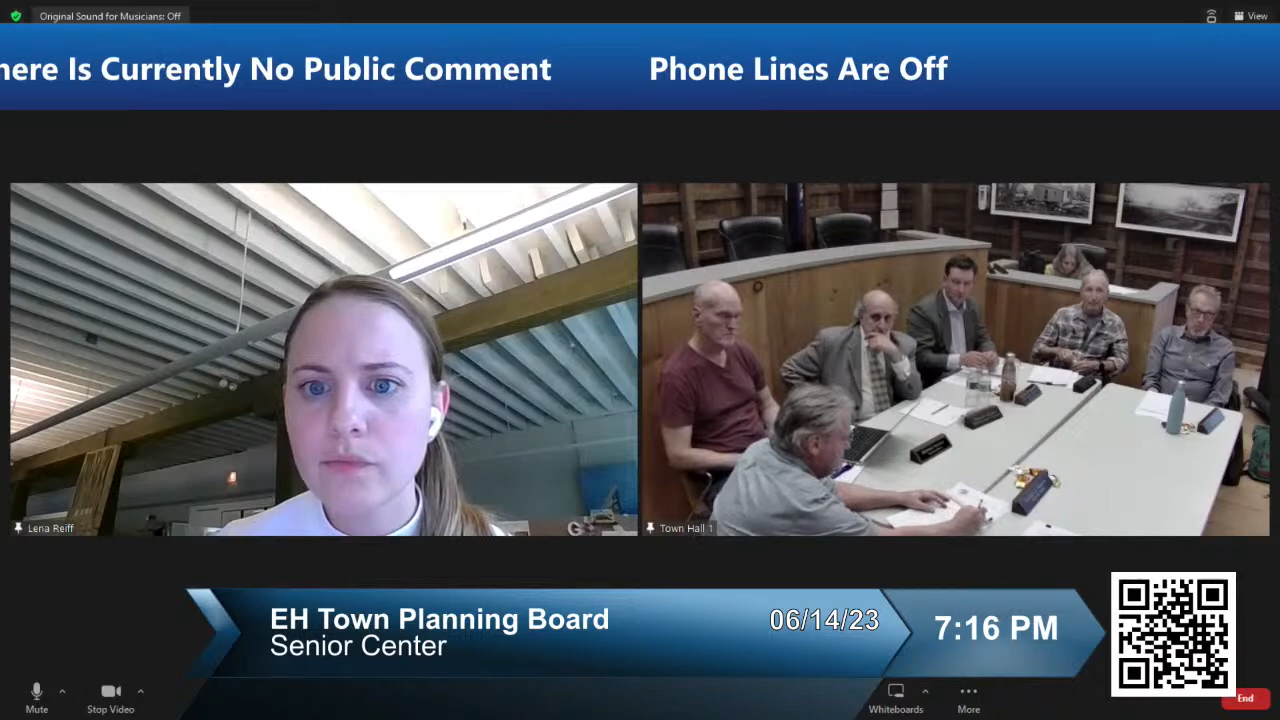 Original Sound for Musicians: Off
View
here Is Currently No Public Comment
Phone Lines Are Off
Lena Reiff
Town Hall 1
EH Town Planning Board
06/14/23
7:16 PM
Senior Center
Mute
Stop Video
Whiteboards
More
End